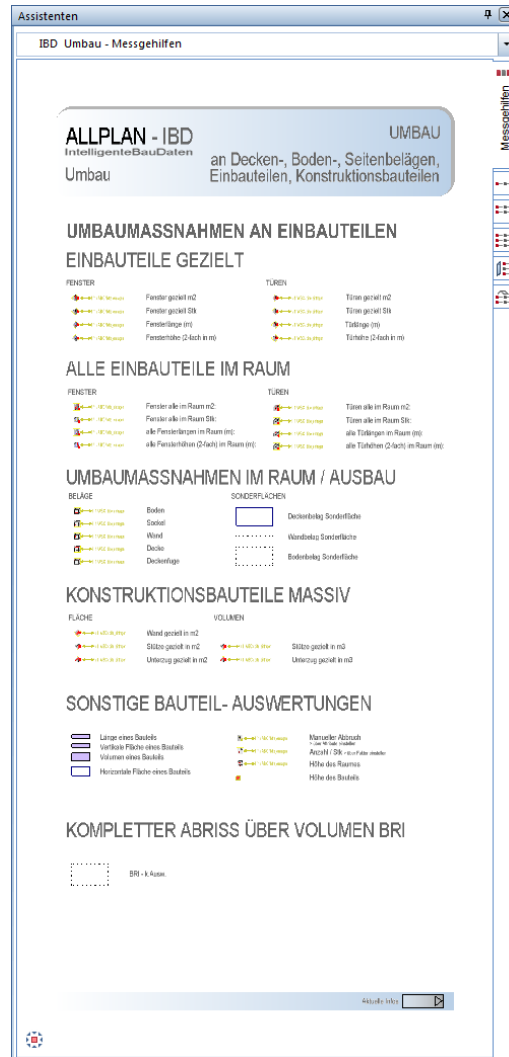 Assistenten
IBD Umbau - Messgehilfen
Messgehilfen
ALLPLAN - IBD
IntelligenteBauDaten
Umbau
UMBAU
an Decken-, Boden-, Seitenbelägen,
Einbauteilen, Konstruktionsbauteilen
UMBAUMASSNAHMEN AN EINBAUTEILEN
EINBAUTEILE GEZIELT
FENSTER TÜREN
Fenster gezielt m2 Türen gezielt m2
Fenster gezielt Stk Türen gezielt Stk
Fensterlänge (m) Türlänge (m)
Fensterhöhe (2-fach in m) Türhöhe (2-fach in m)
ALLE EINBAUTEILE IM RAUM
FENSTER TÜREN
Fenster alle im Raum m2: Türen alle im Raum m2:
Fenster alle im Raum Stk: Türen alle im Raum Stk:
alle Fensterlängen im Raum (m): alle Türlängen im Raum (m):
alle Fensterhöhen (2-fach) im Raum (m): alle Türhöhen (2-fach) im Raum (m):
UMBAUMASSNAHMEN IM RAUM / AUSBAU
BELÄGE SONDERFLÄCHEN
Boden
Sockel
Wand
Decke
Deckenfuge
Deckenbelag Sonderfläche
Wandbelag Sonderfläche
Bodenbelag Sonderfläche
KONSTRUKTIONSBAUTEILE MASSIV
FLÄCHE VOLUMEN
Wand gezielt in m2
Stütze gezielt in m2 Stütze gezielt in m3
Unterzug gezielt in m2 Unterzug gezielt in m3
SONSTIGE BAUTEIL- AUSWERTUNGEN
Länge eines Bauteils
Vertikale Fläche eines Bauteils
Volumen eines Bauteils
Horizontale Fläche eines Bauteils
Manueller Abbruch
Anzahl / Stk
Höhe des Raumes
Höhe des Bauteils
KOMPLETTER ABRISS ÜBER VOLUMEN BRI
BRI - k Ausw.
Aktuelle Infos